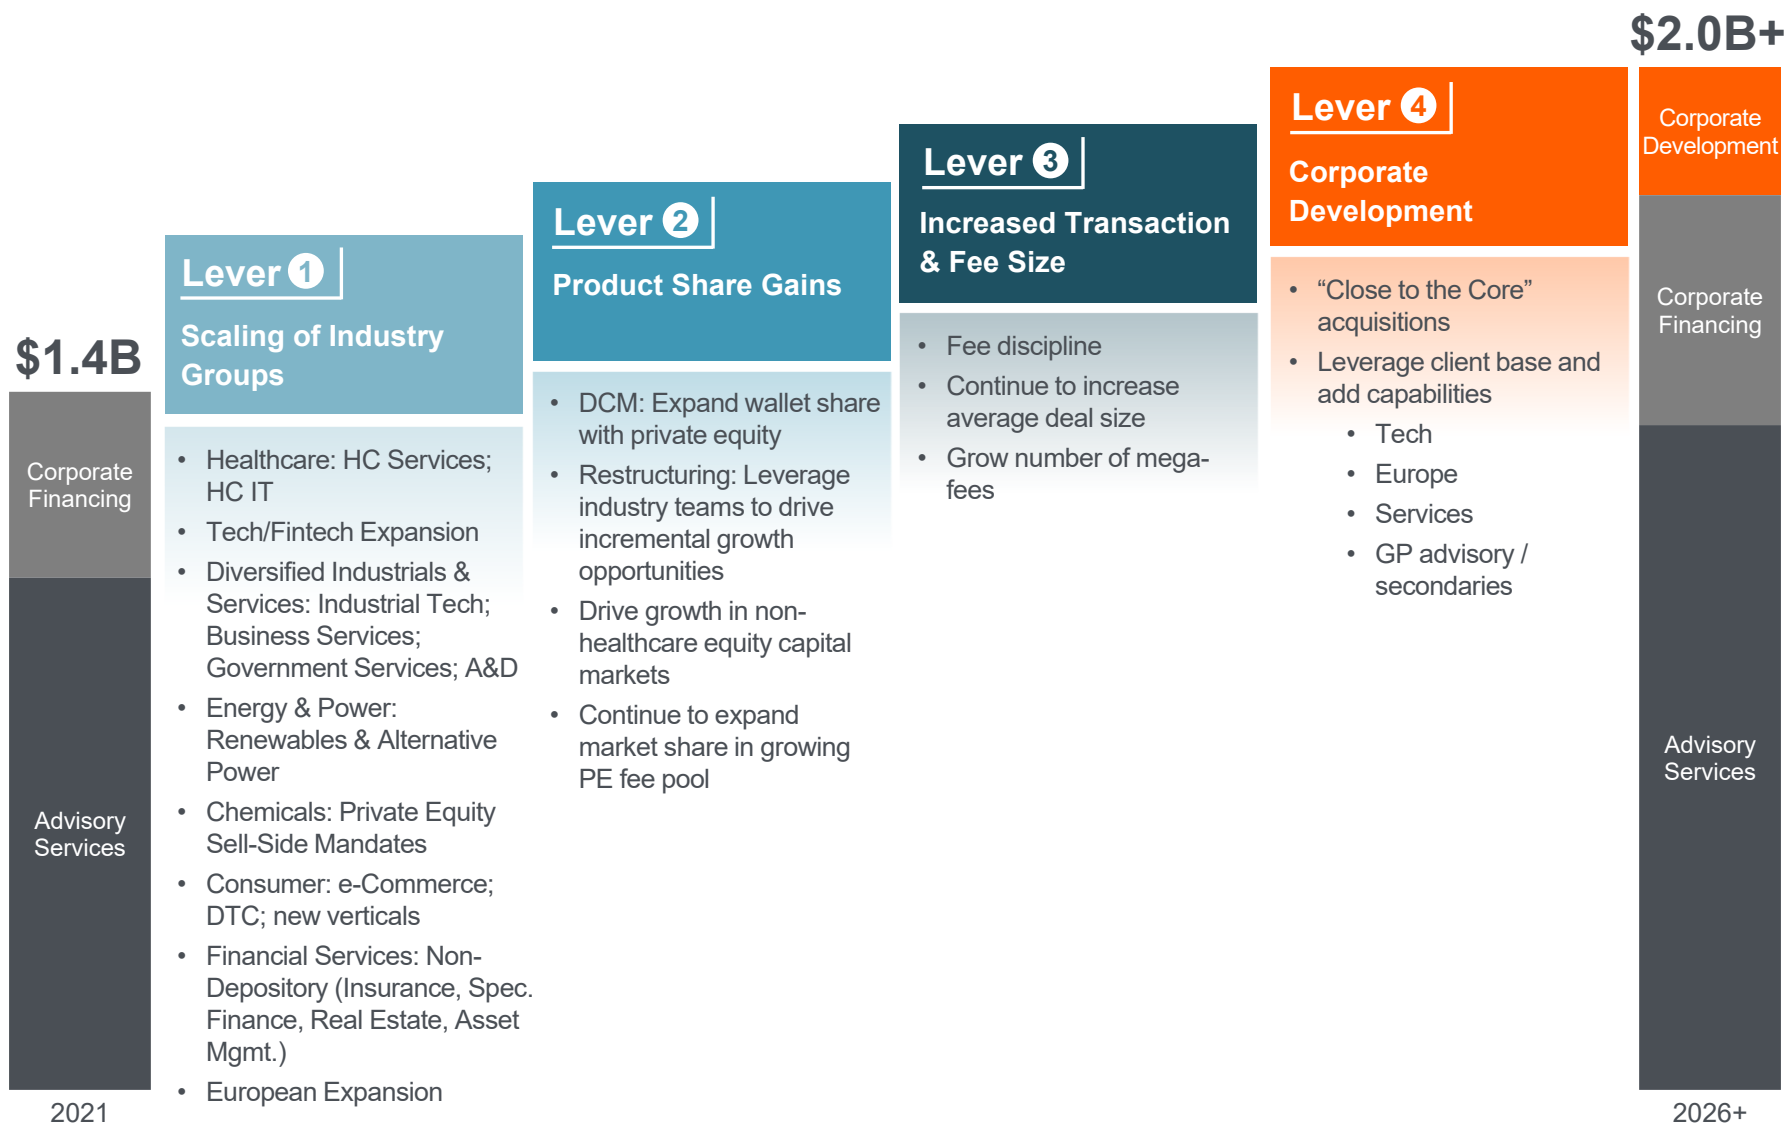 $1.4B
Corporate
Financing
Advisory
Services
2021
Lever 1
Scaling of Industry
Groups
• Healthcare: HC Services;
HC IT
• Tech/Fintech Expansion
• Diversified Industrials &
Services: Industrial Tech;
Business Services;
Government Services; A&D
• Energy & Power:
Renewables & Alternative
Power
• Chemicals: Private Equity
Sell-Side Mandates
• Consumer: e-Commerce;
DTC; new verticals
• Financial Services: Non-
Depository (Insurance, Spec.
Finance, Real Estate, Asset
Mgmt.)
• European Expansion
Lever 2
Product Share Gains
• DCM: Expand wallet share
with private equity
• Restructuring: Leverage
industry teams to drive
incremental growth
opportunities
• Drive growth in non-
healthcare equity capital
markets
• Continue to expand
market share in growing
PE fee pool
Lever 3
Increased Transaction
& Fee Size
• Fee discipline
• Continue to increase
average deal size
• Grow number of mega-
fees
Lever 4
Corporate
Development
• “Close to the Core”
acquisitions
• Leverage client base and
add capabilities
• Tech
• Europe
• Services
• GP advisory /
secondaries
$2.0B+
Corporate
Development
Corporate
Financing
Advisory
Services
2026+